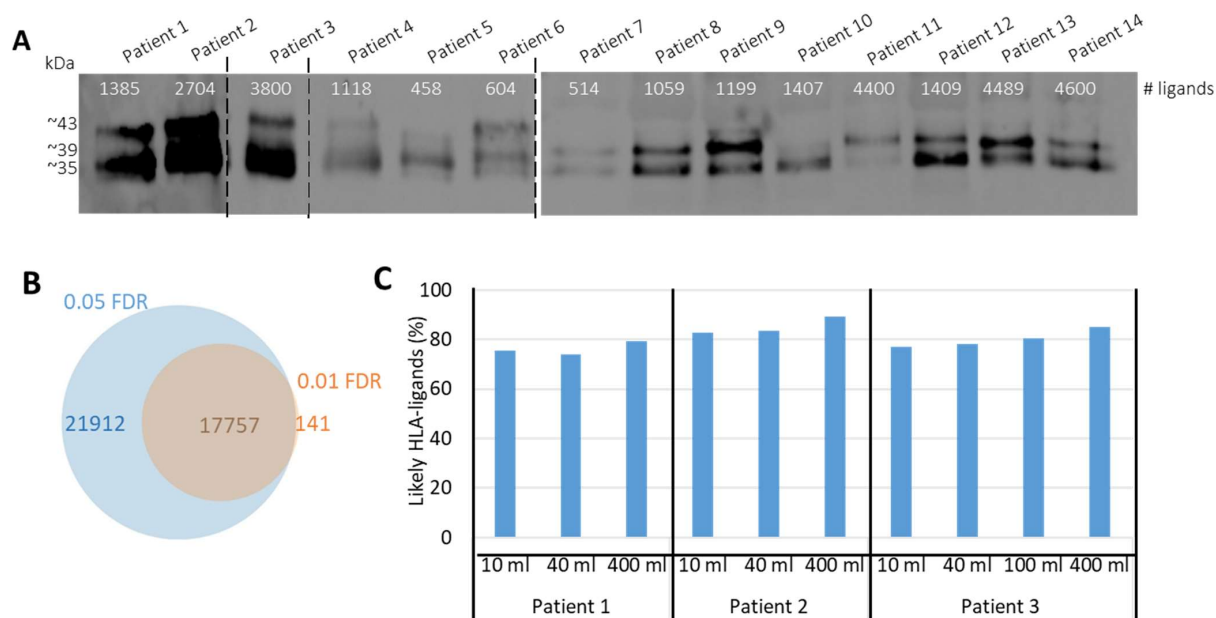 A
Patient 1 Patient 2 Patient 3 Patient 4 Patient 5 Patient 6 Patient 7 Patient 8 Patient 9 Patient 10 Patient 11 Patient 12 Patient 13 Patient 14
kDa
1385 2704 3800 1118 458 604 514 1059 1199 1407 4400 1409 4489 4600 # ligands
~43
~39
~35
B
0.05 FDR
0.01 FDR
21912 17757 141
C
Likely HLA-ligands (%)
100
80
60
40
20
0
10 ml 40 ml 400 ml 10 ml 40 ml 400 ml 10 ml 40 ml 100 ml 400 ml
Patient 1 Patient 2 Patient 3